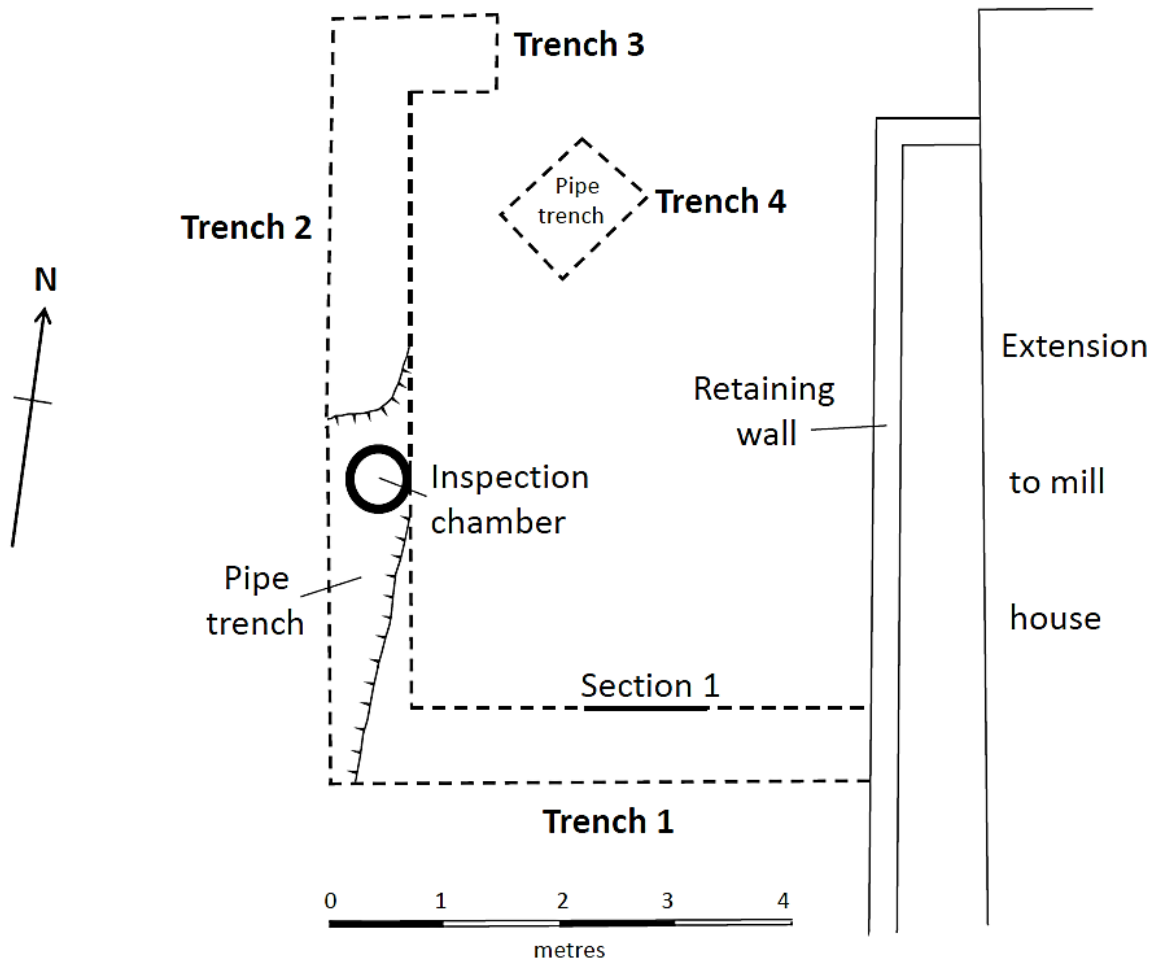 Trench 3
Pipe
trench
Trench 4
Trench 2
N
Extension
Retaining
wall
Inspection
chamber
to mill
Pipe
trench
house
Section 1
Trench 1
0 1 2 3 4
metres